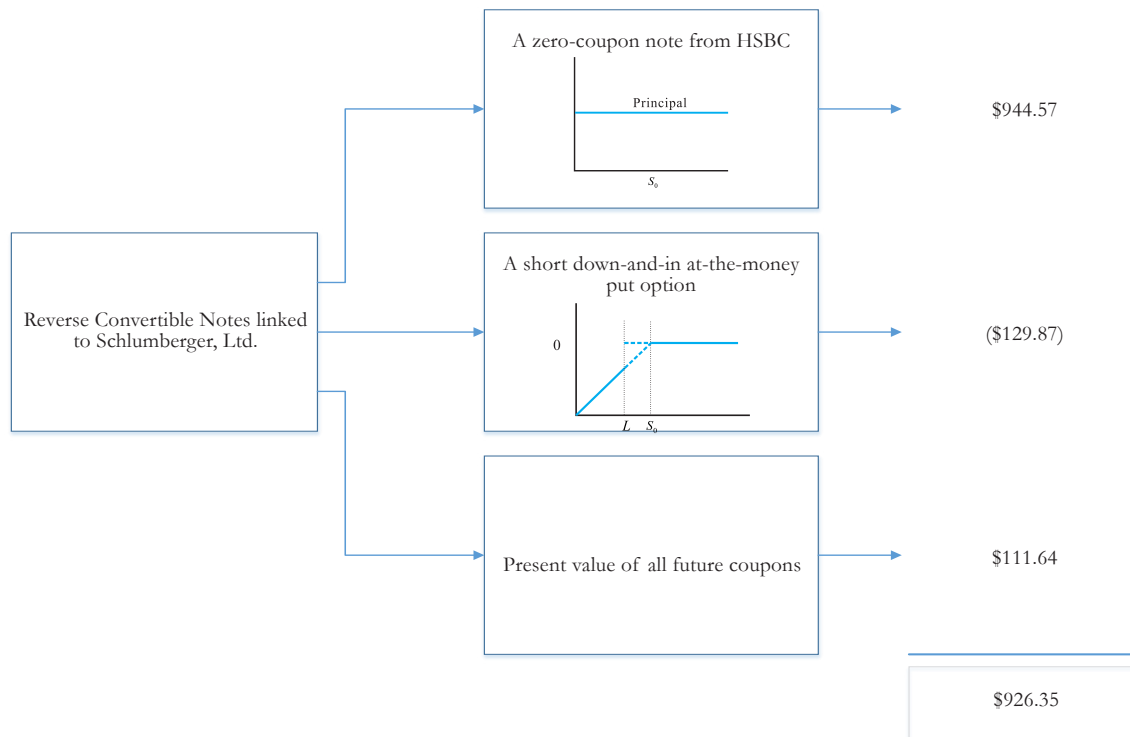 A zero-coupon note from HSBC
Principal
S₀
$944.57
Reverse Convertible Notes linked
to Schlumberger, Ltd.
A short down-and-in at-the-money
put option
0
L S₀
($129.87)
Present value of all future coupons
$111.64
$926.35